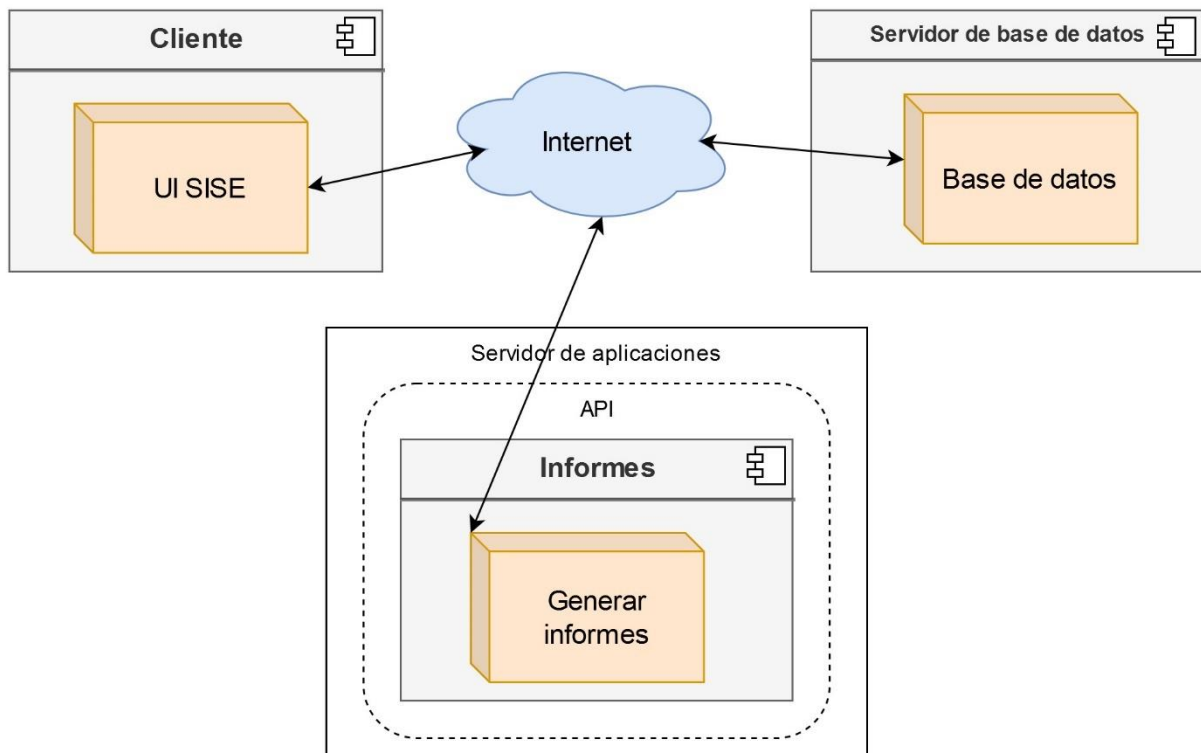 Cliente
Servidor de base de datos
UI SISE
Internet
Base de datos
Servidor de aplicaciones
API
Informes
Generar
informes